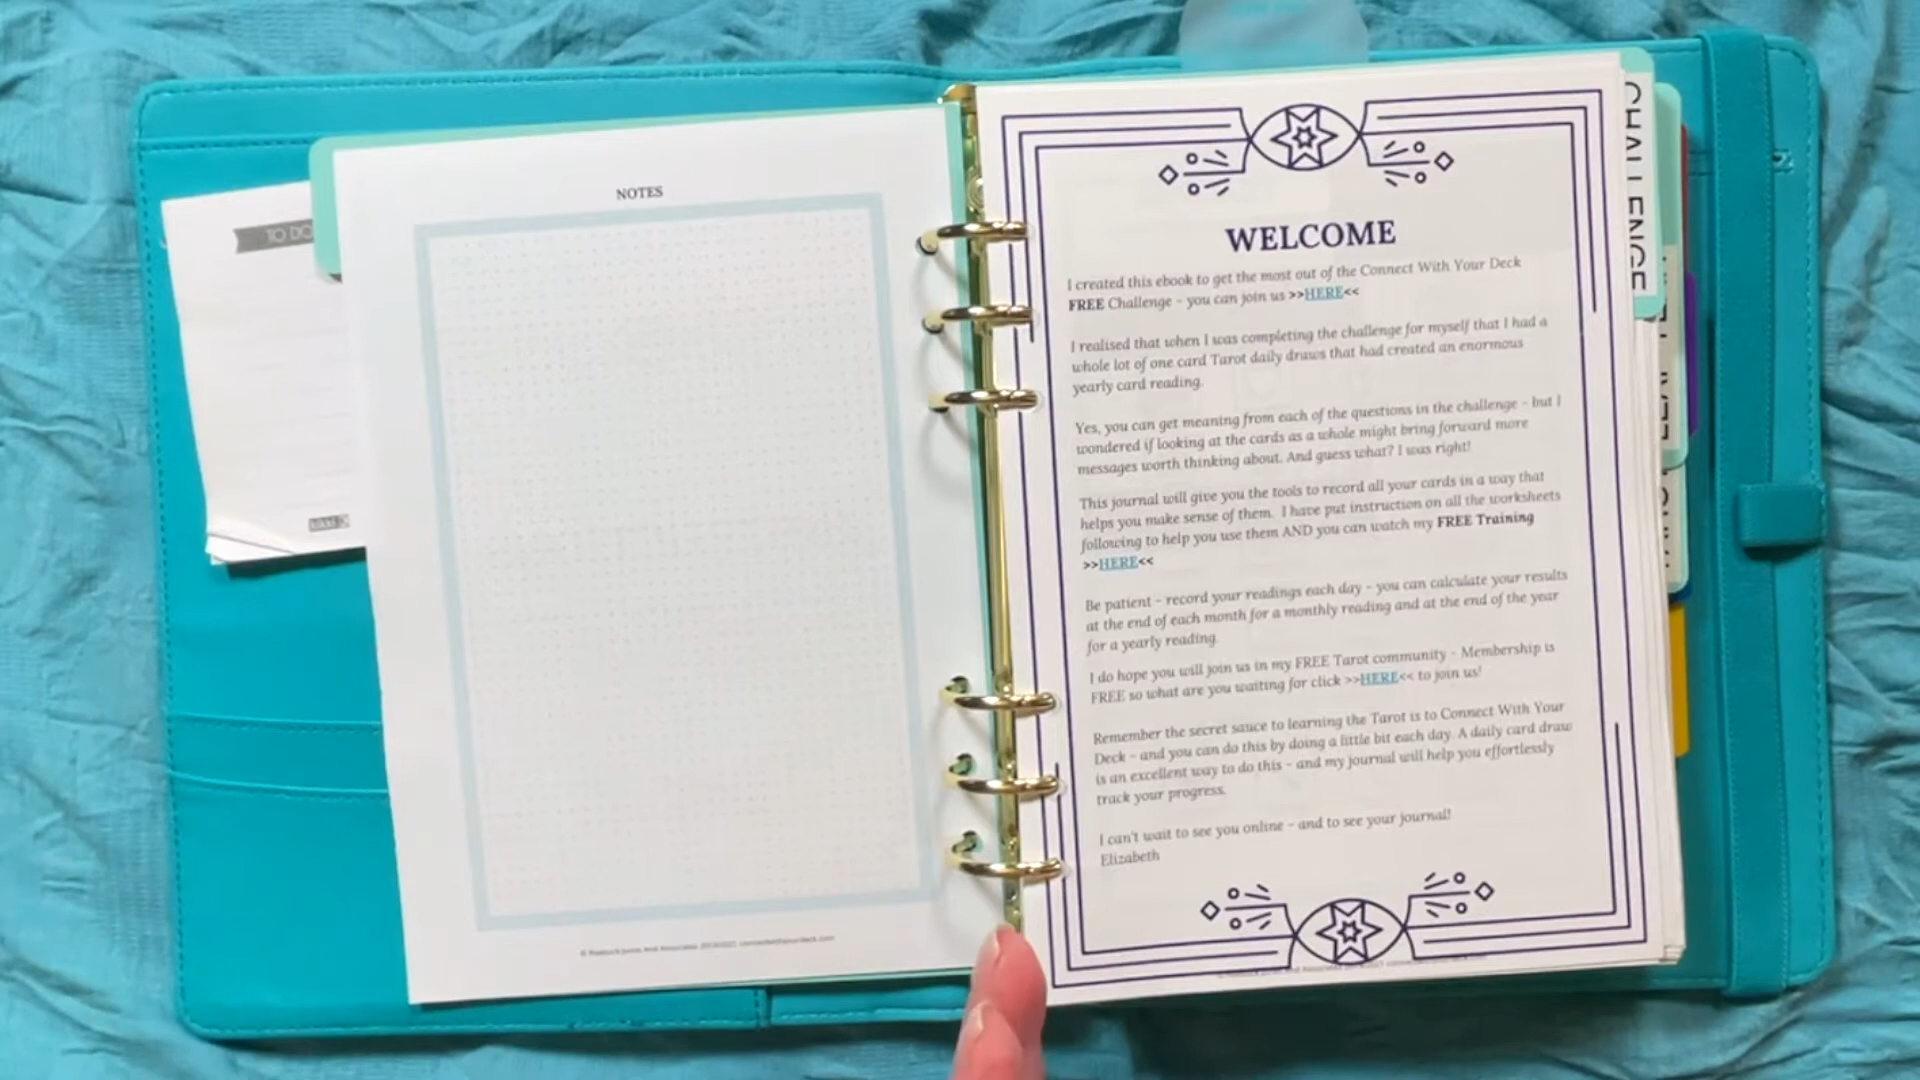 TO DO
NOTES
WELCOME
I created this ebook to get the most out of the Connect With Your Deck
FREE Challenge - you can join us >>HERE<<
I realised that when I was completing the challenge for myself that I had a
whole lot of one card Tarot daily draws that had created an enormous
yearly card reading.
Yes, you can get meaning from each of the questions in the challenge - but I
wondered if looking at the cards as a whole might bring forward more
messages worth thinking about. And guess what? I was right!
This journal will give you the tools to record all your cards in a way that
helps you make sense of them. I have put instruction on all the worksheets
following to help you use them AND you can watch my FREE Training
>>HERE<<
Be patient - record your readings each day - you can calculate your results
at the end of each month for a monthly reading and at the end of the year
for a yearly reading.
I do hope you will join us in my FREE Tarot community - Membership is
FREE so what are you waiting for click >>HERE<< to join us!
Remember the secret sauce to learning the Tarot is to Connect With Your
Deck - and you can do this by doing a little bit each day. A daily card draw
is an excellent way to do this - and my journal will help you effortlessly
track your progress.
I can't wait to see you online - and to see your journal!
Elizabeth
CHALLENGE